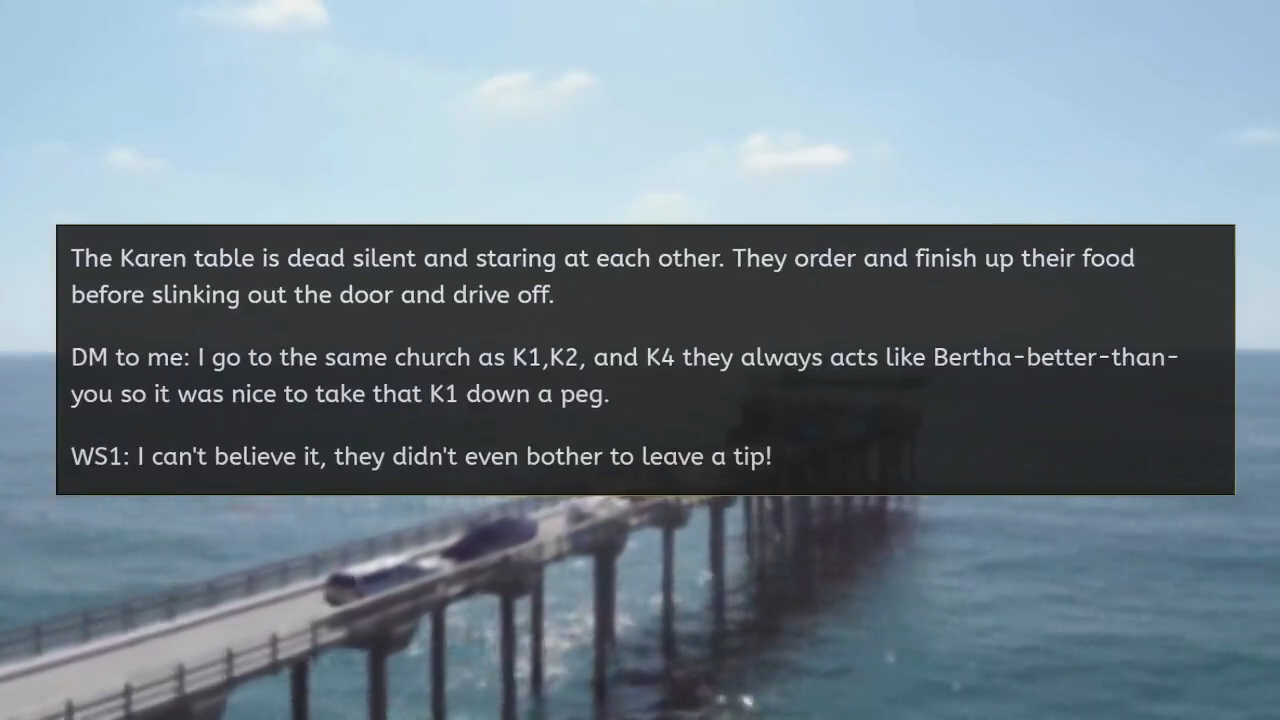 The Karen table is dead silent and staring at each other. They order and finish up their food
before slinking out the door and drive off.
DM to me: I go to the same church as K1,K2, and K4 they always acts like Bertha-better-than-
you so it was nice to take that K1 down a peg.
WS1: I can't believe it, they didn't even bother to leave a tip!